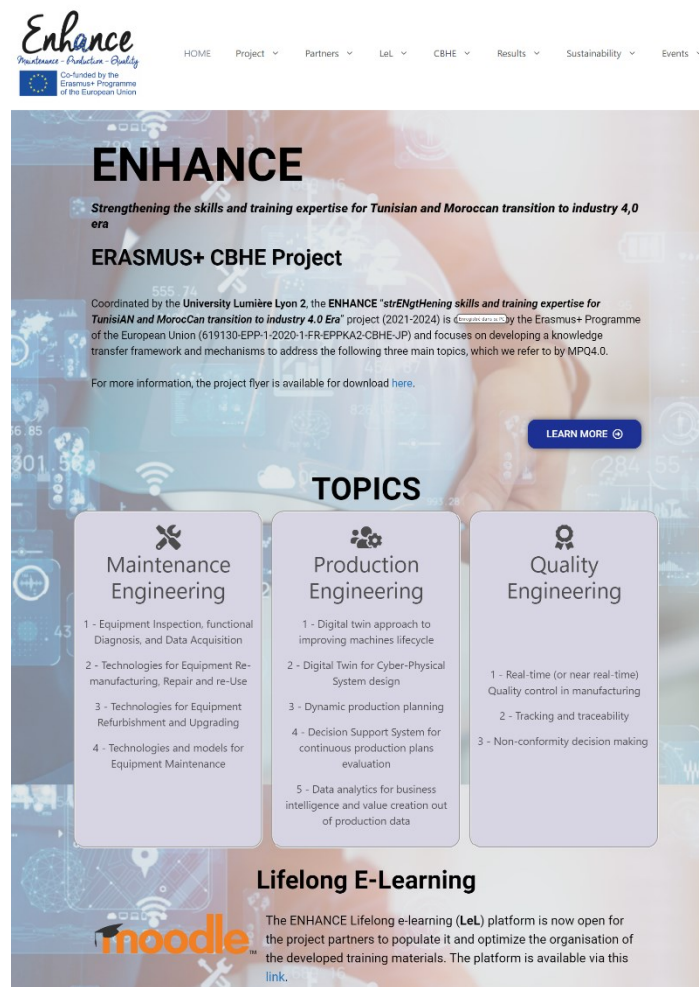 Enhance
Maintenance - Production - Quality
Co-funded by the
Erasmus+ Programme
of the European Union
HOME Project Partners LeL CBHE Results Sustainability Events
ENHANCE
Strengthening the skills and training expertise for Tunisian and Moroccan transition to industry 4,0
era
ERASMUS+ CBHE Project
Coordinated by the University Lumière Lyon 2, the ENHANCE "strENgtHening skills and training expertise for
TunisiAN and MorocCan transition to industry 4.0 Era" project (2021-2024) is by the Erasmus+ Programme
of the European Union (619130-EPP-1-2020-1-FR-EPPKA2-CBHE-JP) and focuses on developing a knowledge
transfer framework and mechanisms to address the following three main topics, which we refer to by MPQ4.0.
For more information, the project flyer is available for download here.
LEARN MORE
TOPICS
Maintenance
Engineering
1 - Equipment Inspection, functional
Diagnosis, and Data Acquisition
2 - Technologies for Equipment Re-
manufacturing, Repair and re-Use
3 - Technologies for Equipment
Refurbishment and Upgrading
4 - Technologies and models for
Equipment Maintenance
Production
Engineering
1 - Digital twin approach to
improving machines lifecycle
2 - Digital Twin for Cyber-Physical
System design
3 - Dynamic production planning
4 - Decision Support System for
continuous production plans
evaluation
5 - Data analytics for business
intelligence and value creation out
of production data
Quality
Engineering
1 - Real-time (or near real-time)
Quality control in manufacturing
2 - Tracking and traceability
3 - Non-conformity decision making
Lifelong E-Learning
moodle
The ENHANCE Lifelong e-learning (LeL) platform is now open for
the project partners to populate it and optimize the organisation of
the developed training materials. The platform is available via this
link.